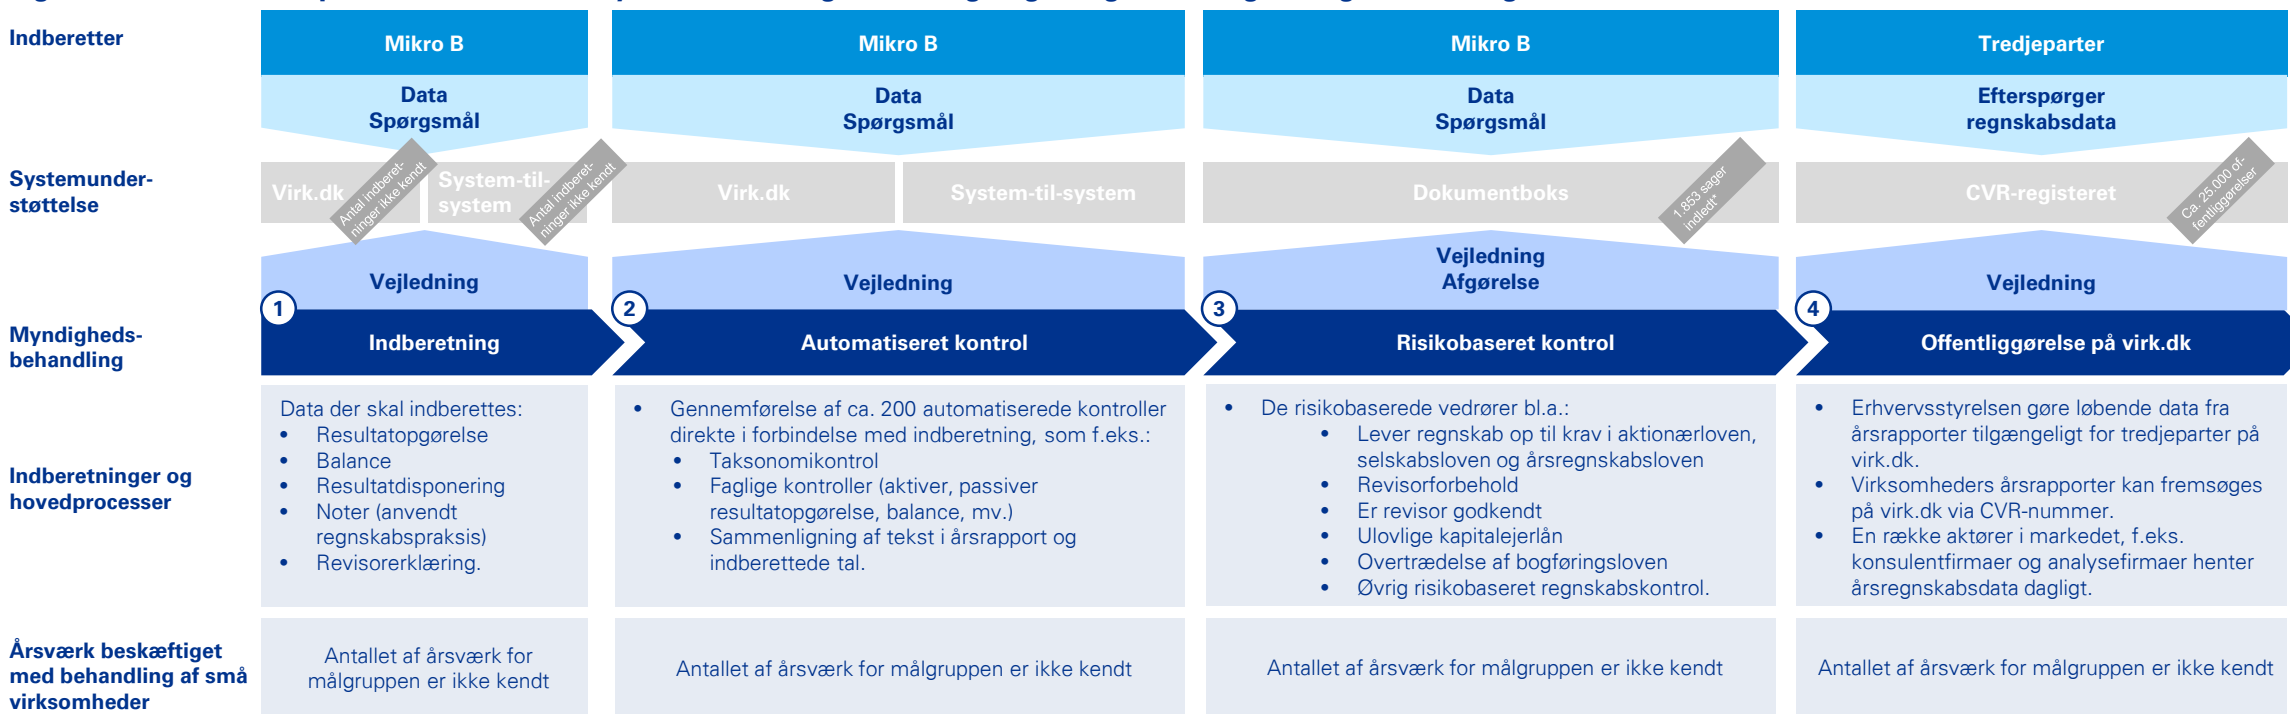 Indberetter
Mikro B
Mikro B
Mikro B
Tredjeparter
Data
Spørgsmål
Data
Spørgsmål
Data
Spørgsmål
Efterspørger
regnskabsdata
Systemunder-
støttelse
Virk.dk
Antal indberet-
ninger ikke kendt
System-til-
system
Antal indberet-
ninger ikke kendt
Virk.dk
System-til-system
Dokumentboks
1.853 sager
indledt*
CVR-registeret
Ca. 25.000 of-
fentliggørelser
Vejledning
Vejledning
Vejledning
Afgørelse
Vejledning
Myndigheds-
behandling
1
Indberetning
2
Automatiseret kontrol
3
Risikobaseret kontrol
4
Offentliggørelse på virk.dk
Indberetninger og
hovedprocesser
Data der skal indberettes:
• Resultatopgørelse
• Balance
• Resultatdisponering
• Noter (anvendt
regnskabspraksis)
• Revisorerklæring.
• Gennemførelse af ca. 200 automatiserede kontroller
direkte i forbindelse med indberetning, som f.eks.:
• Taksonomikontrol
• Faglige kontroller (aktiver, passiver
resultatopgørelse, balance, mv.)
• Sammenligning af tekst i årsrapport og
indberettede tal.
• De risikobaserede vedrører bl.a.:
• Lever regnskab op til krav i aktionærloven,
selskabsloven og årsregnskabsloven
• Revisorforbehold
• Er revisor godkendt
• Ulovlige kapitalejerlån
• Overtrædelse af bogføringsloven
• Øvrig risikobaseret regnskabskontrol.
• Erhvervsstyrelsen gøre løbende data fra
årsrapporter tilgængeligt for tredjeparter på
virk.dk.
• Virksomheders årsrapporter kan fremsøges
på virk.dk via CVR-nummer.
• En række aktører i markedet, f.eks.
konsulentfirmaer og analysefirmaer henter
årsregnskabsdata dagligt.
Årsværk beskæftiget
med behandling af små
virksomheder
Antallet af årsværk for
målgruppen er ikke kendt
Antallet af årsværk for målgruppen er ikke kendt
Antallet af årsværk for målgruppen er ikke kendt
Antallet af årsværk for målgruppen er ikke kendt